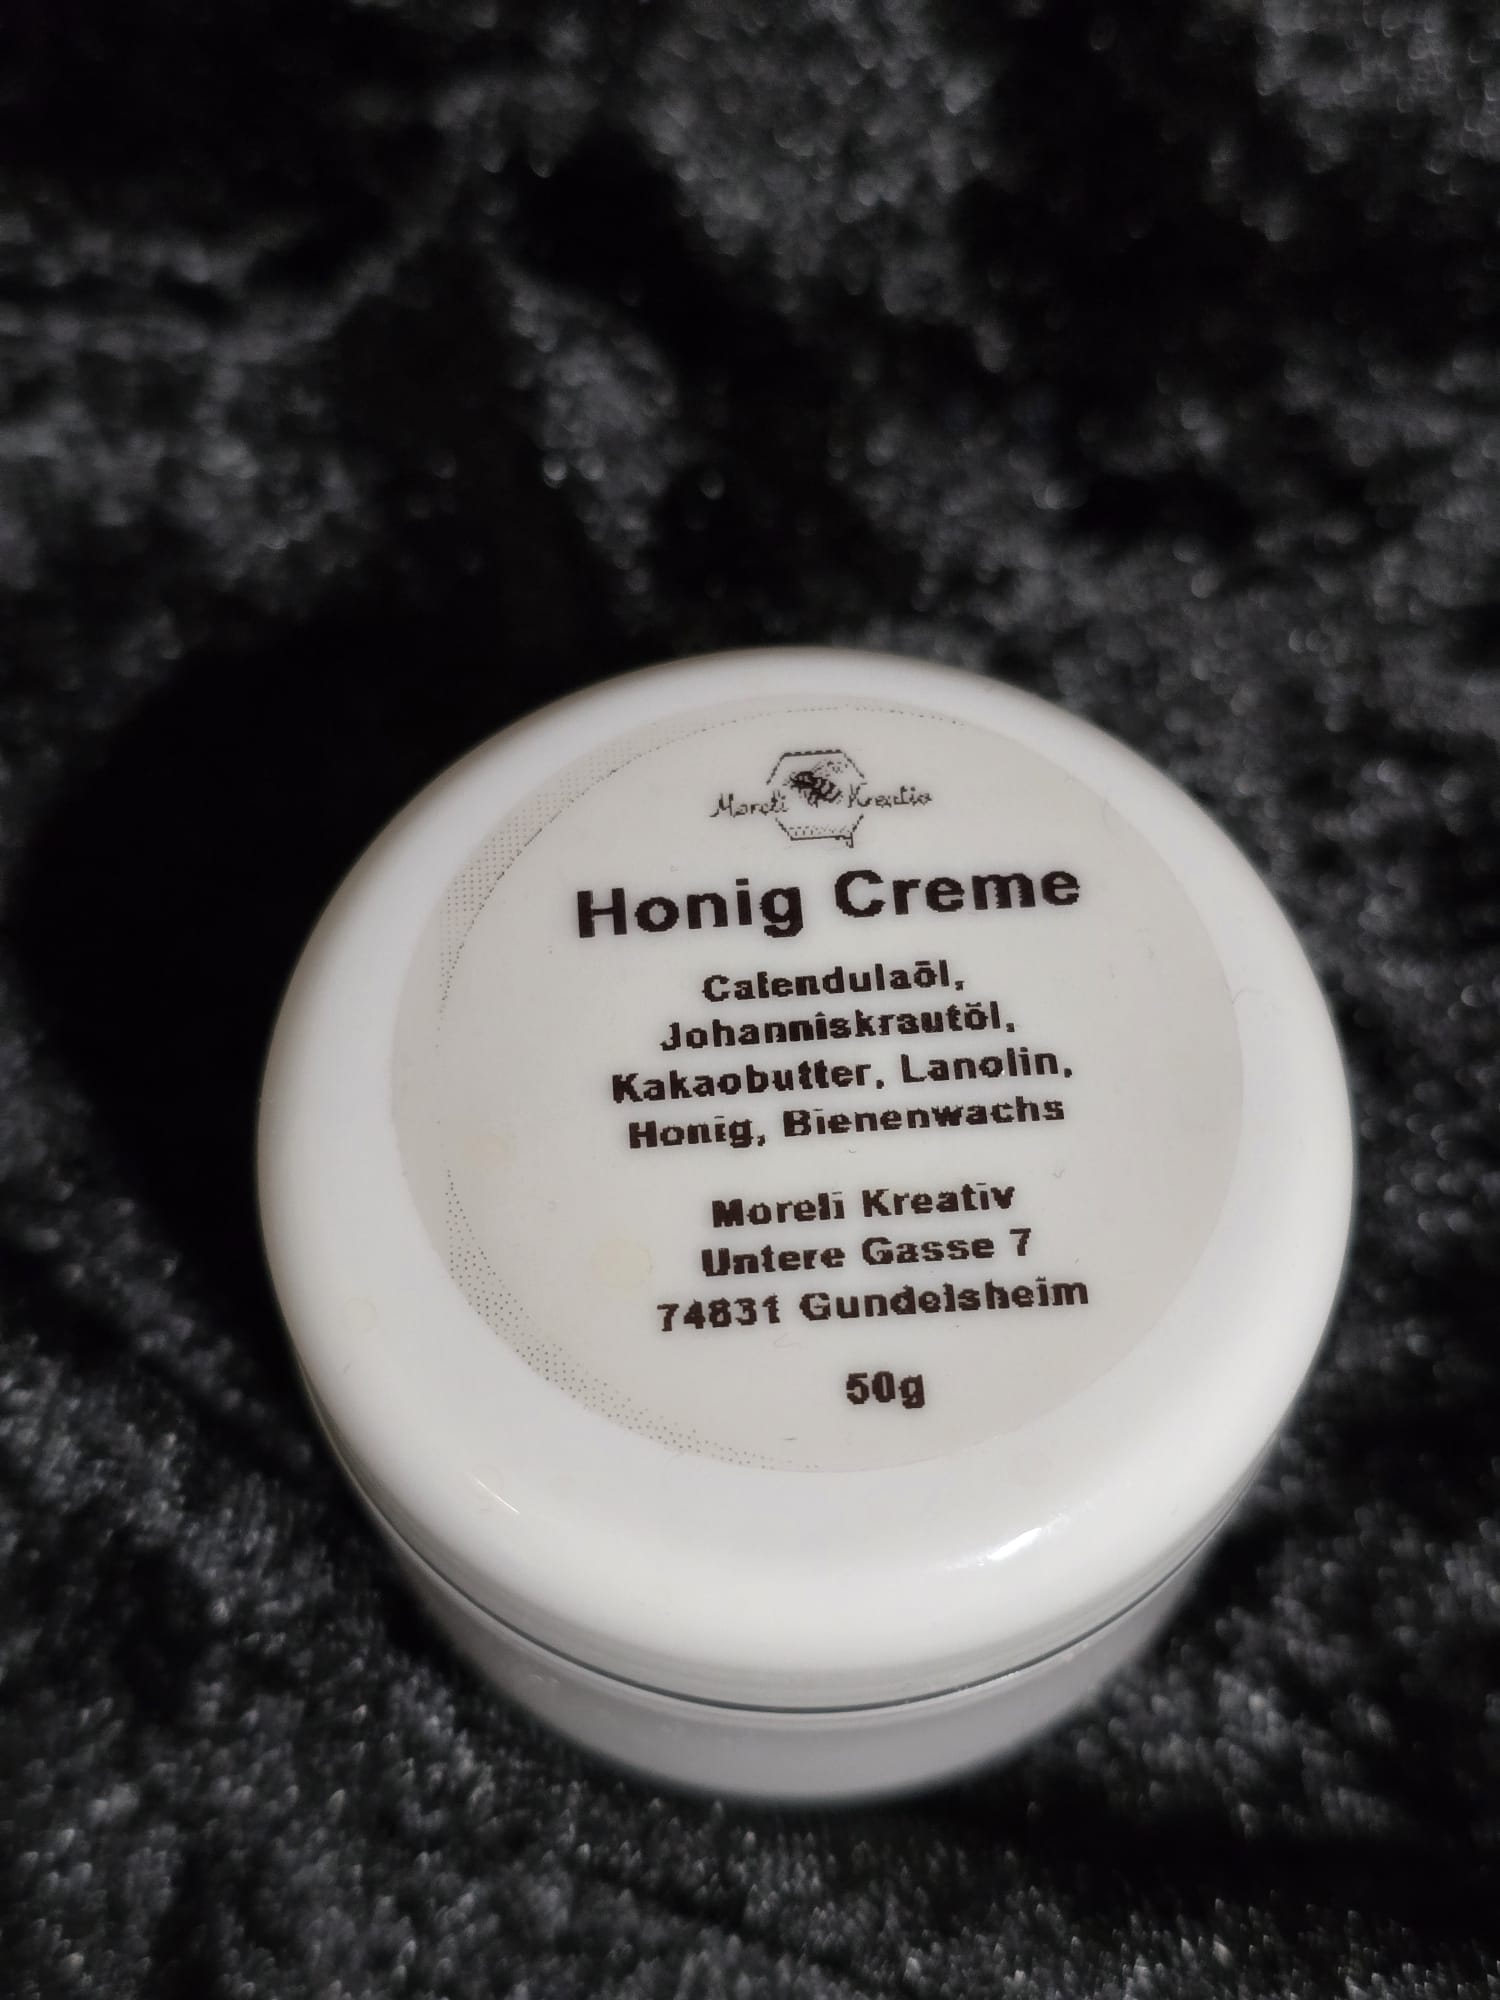 Moreli Kreativ
Honig Creme
Calendulaöl,
Johanniskrautöl,
Kakaobutter, Lanolin,
Honig, Bienenwachs
Moreli Kreativ
Untere Gasse 7
74831 Gundelsheim
50g